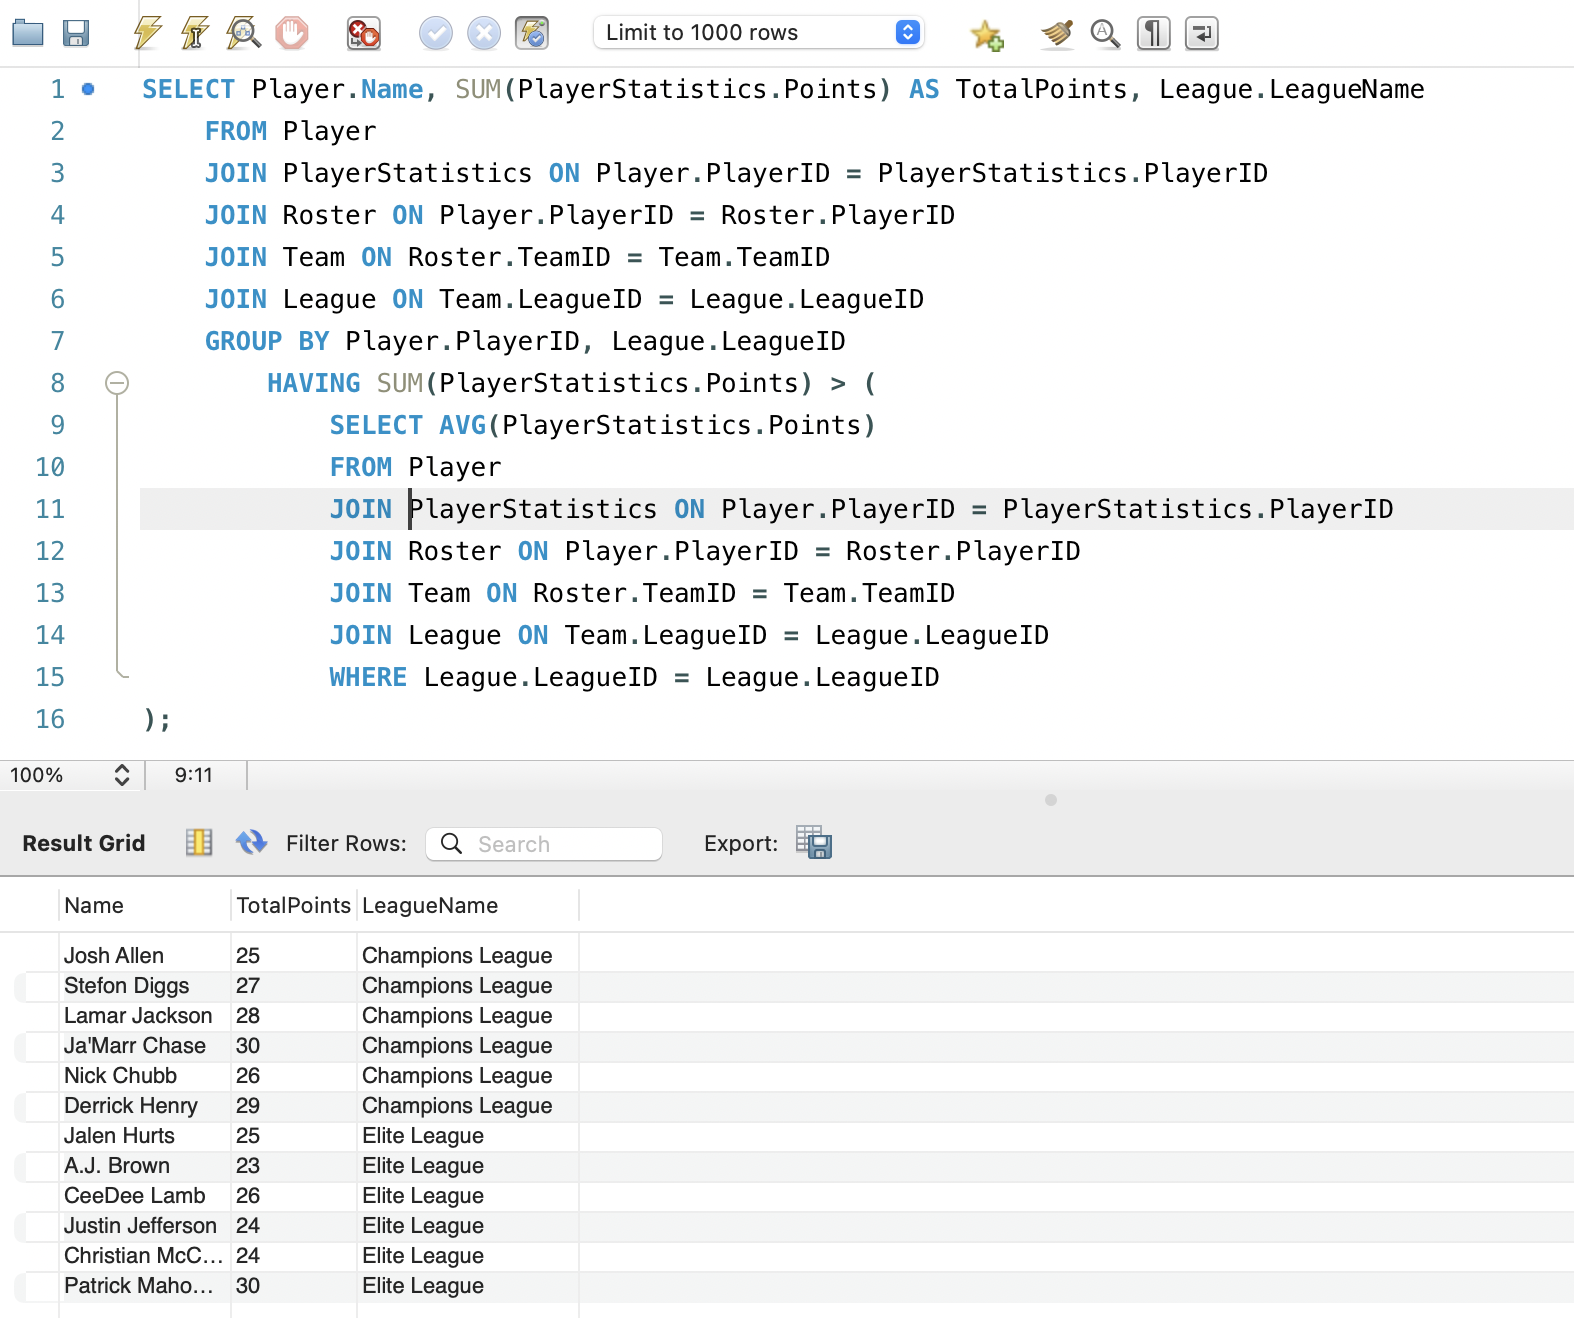 Limit to 1000 rows
1 SELECT Player.Name, SUM(PlayerStatistics.Points) AS TotalPoints, League.LeagueName
2 FROM Player
3 JOIN PlayerStatistics ON Player.PlayerID = PlayerStatistics.PlayerID
4 JOIN Roster ON Player.PlayerID = Roster.PlayerID
5 JOIN Team ON Roster.TeamID = Team.TeamID
6 JOIN League ON Team.LeagueID = League.LeagueID
7 GROUP BY Player.PlayerID, League.LeagueID
8 HAVING SUM(PlayerStatistics.Points) > (
9 SELECT AVG(PlayerStatistics.Points)
10 FROM Player
11 JOIN PlayerStatistics ON Player.PlayerID = PlayerStatistics.PlayerID
12 JOIN Roster ON Player.PlayerID = Roster.PlayerID
13 JOIN Team ON Roster.TeamID = Team.TeamID
14 JOIN League ON Team.LeagueID = League.LeagueID
15 WHERE League.LeagueID = League.LeagueID
16 );
100% 9:11
Result Grid Filter Rows: Search Export:
Name TotalPoints LeagueName
Josh Allen 25 Champions League
Stefon Diggs 27 Champions League
Lamar Jackson 28 Champions League
Ja'Marr Chase 30 Champions League
Nick Chubb 26 Champions League
Derrick Henry 29 Champions League
Jalen Hurts 25 Elite League
A.J. Brown 23 Elite League
CeeDee Lamb 26 Elite League
Justin Jefferson 24 Elite League
Christian McC... 24 Elite League
Patrick Maho... 30 Elite League